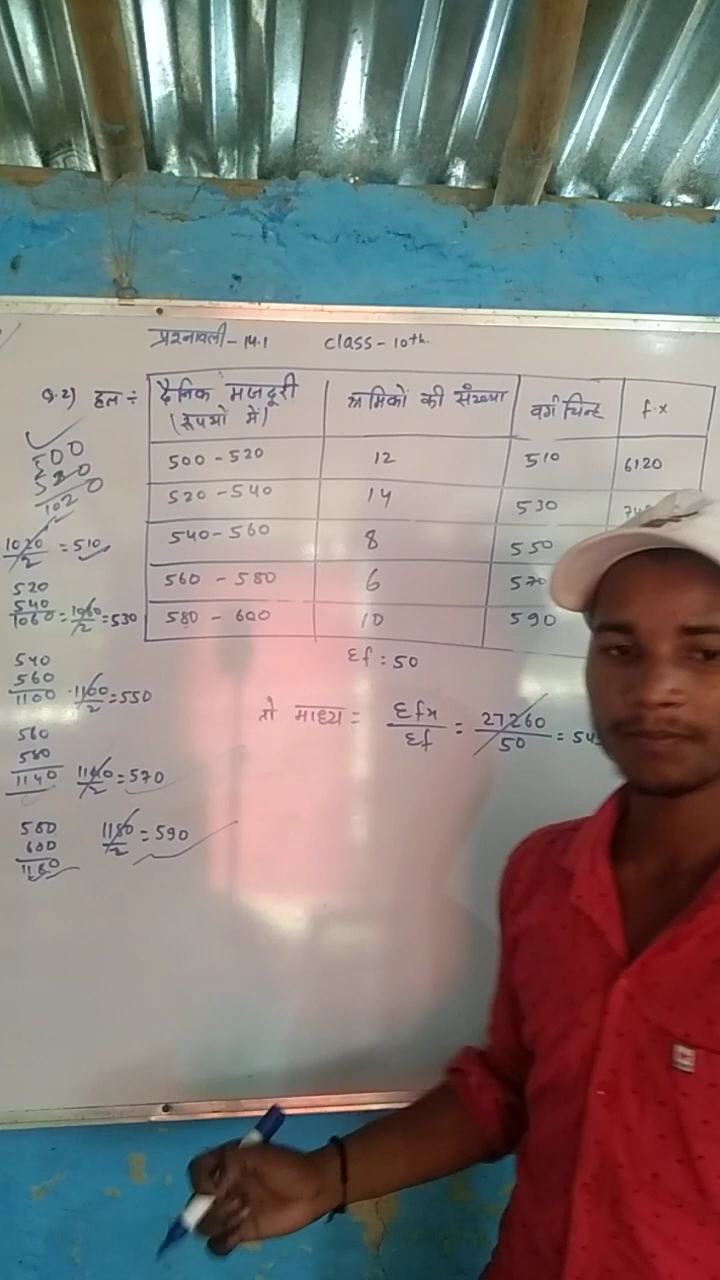 प्रश्नावली-14.1 class-10th.
Q.2) हल ÷
दैनिक मजदूरी (रूपयों में) श्रमिकों की संख्या वर्ग चिन्ह f.x
500-520 12 510 6120
520-540 14 530
540-560 8 550
560-580 6 570
580-600 10 590
Σf = 50
तो माध्य = Σfx/Σf = 27260/50 =
500
520
1020
1020/2 = 510
520
540
1060 = 1060/2 = 530
540
560
1100 1100/2 = 550
560
580
1140 1140/2 = 570
580
600
1180 1180/2 = 590